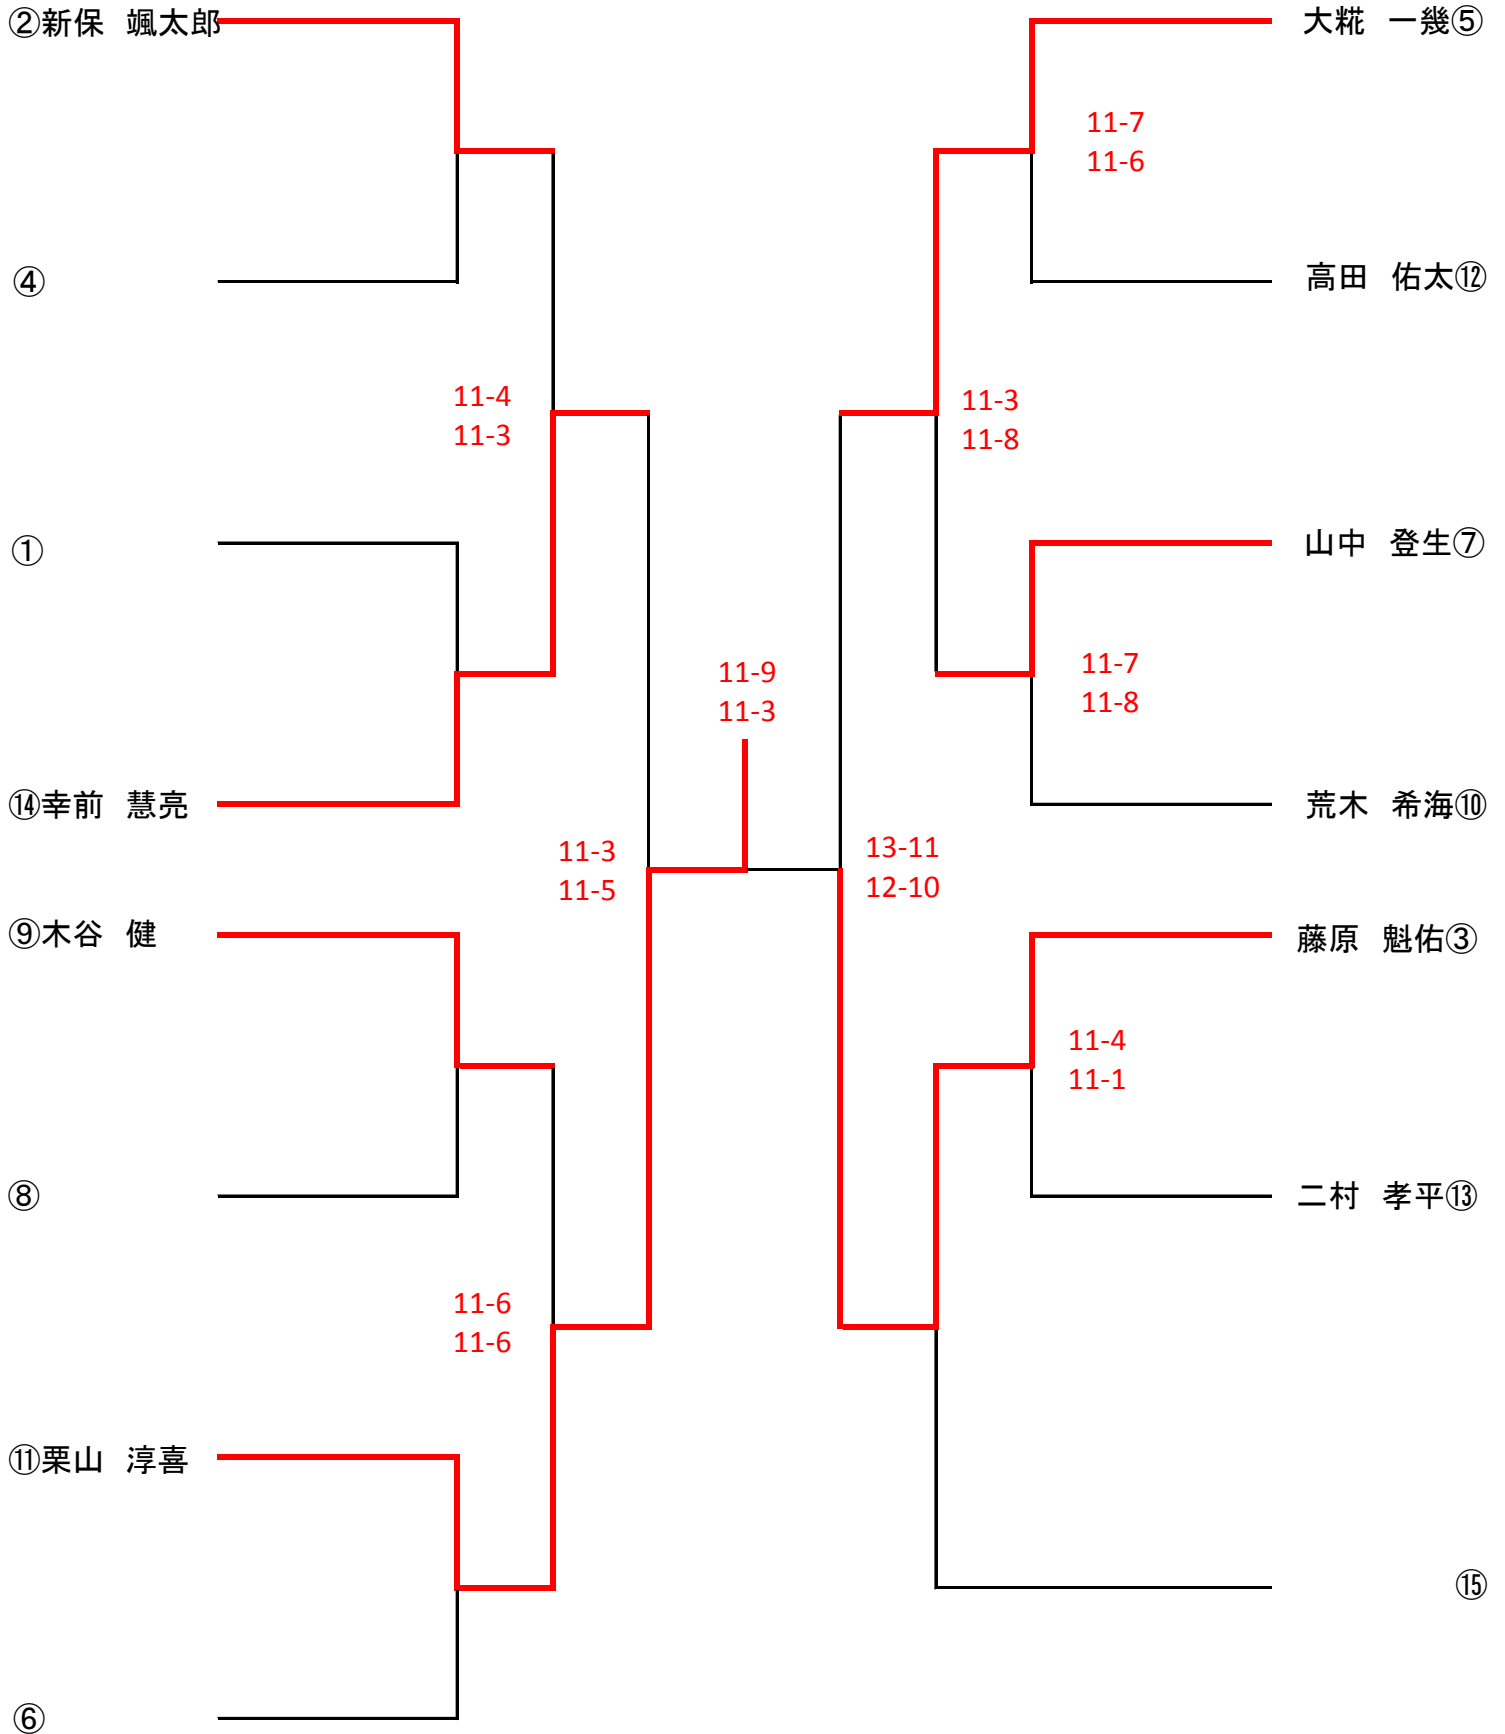 ②新保　颯太郎
大糀　一幾⑤
11-7
11-6
④
高田　佑太⑫
11-4
11-3
11-3
11-8
①
山中　登生⑦
11-9
11-3
11-7
11-8
⑭幸前　慧亮
荒木　希海⑩
11-3
11-5
13-11
12-10
⑨木谷　健
藤原　魁佑③
11-4
11-1
⑧
二村　孝平⑬
11-6
11-6
⑪栗山　淳喜
⑮
⑥